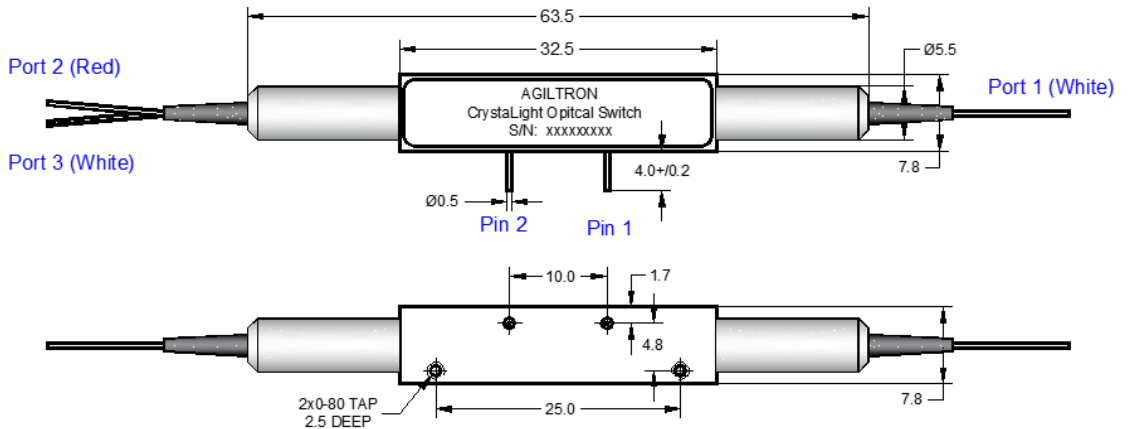 63.5
32.5
Ø5.5
Port 2 (Red)
Port 1 (White)
AGILTRON
CrystaLight Opitcal Switch
S/N: xxxxxxxxx
Port 3 (White)
4.0+/0.2
7.8
Ø0.5
Pin 2
Pin 1
10.0
1.7
4.8
2x0-80 TAP
2.5 DEEP
25.0
7.8